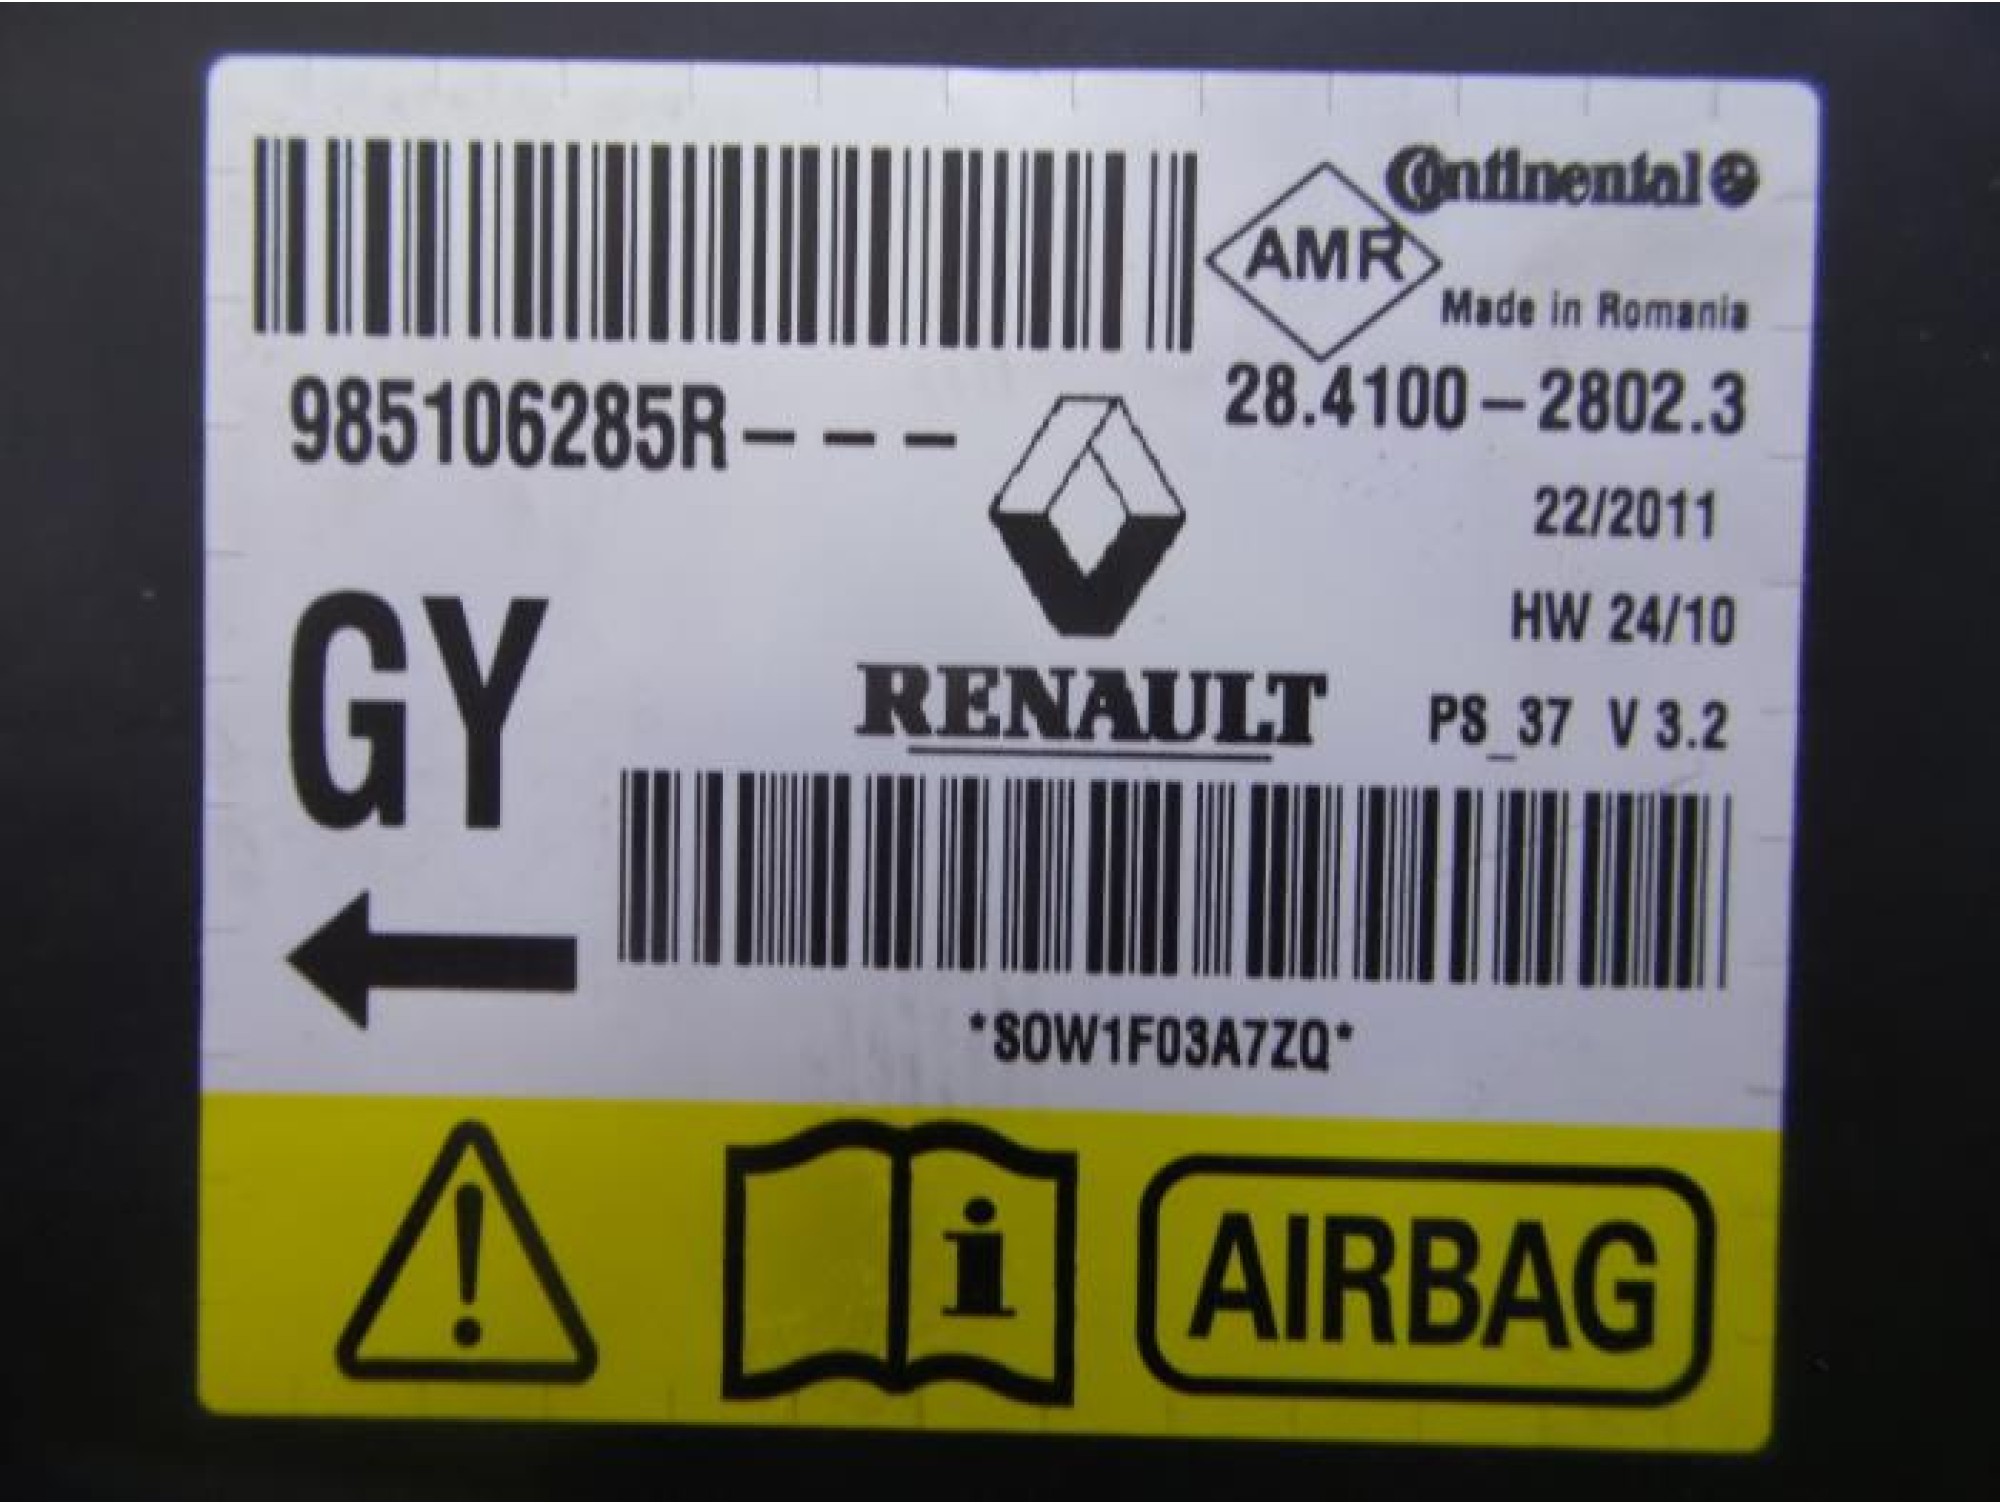 Continental
AMR
Made in Romania
985106285R---
28.4100-2802.3
22/2011
GY
HW 24/10
RENAULT
PS_37 V 3.2
*S0W1F03A7ZQ*
AIRBAG